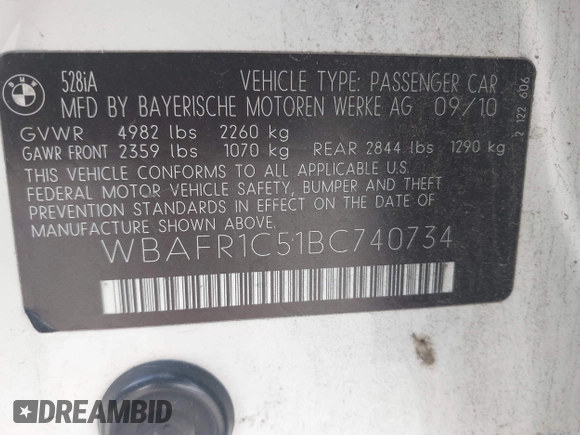 BMW
528iA
VEHICLE TYPE: PASSENGER CAR
MFD BY BAYERISCHE MOTOREN WERKE AG 09/10
GVWR 4982 lbs 2260 kg
GAWR FRONT 2359 lbs 1070 kg REAR 2844 lbs 1290 kg
THIS VEHICLE CONFORMS TO ALL APPLICABLE U.S.
FEDERAL MOTOR VEHICLE SAFETY, BUMPER AND THEFT
PREVENTION STANDARDS IN EFFECT ON THE DATE OF
MANUFACTURE SHOWN ABOVE.
WBAFR1C51BC740734
2 122 606
DREAMBID